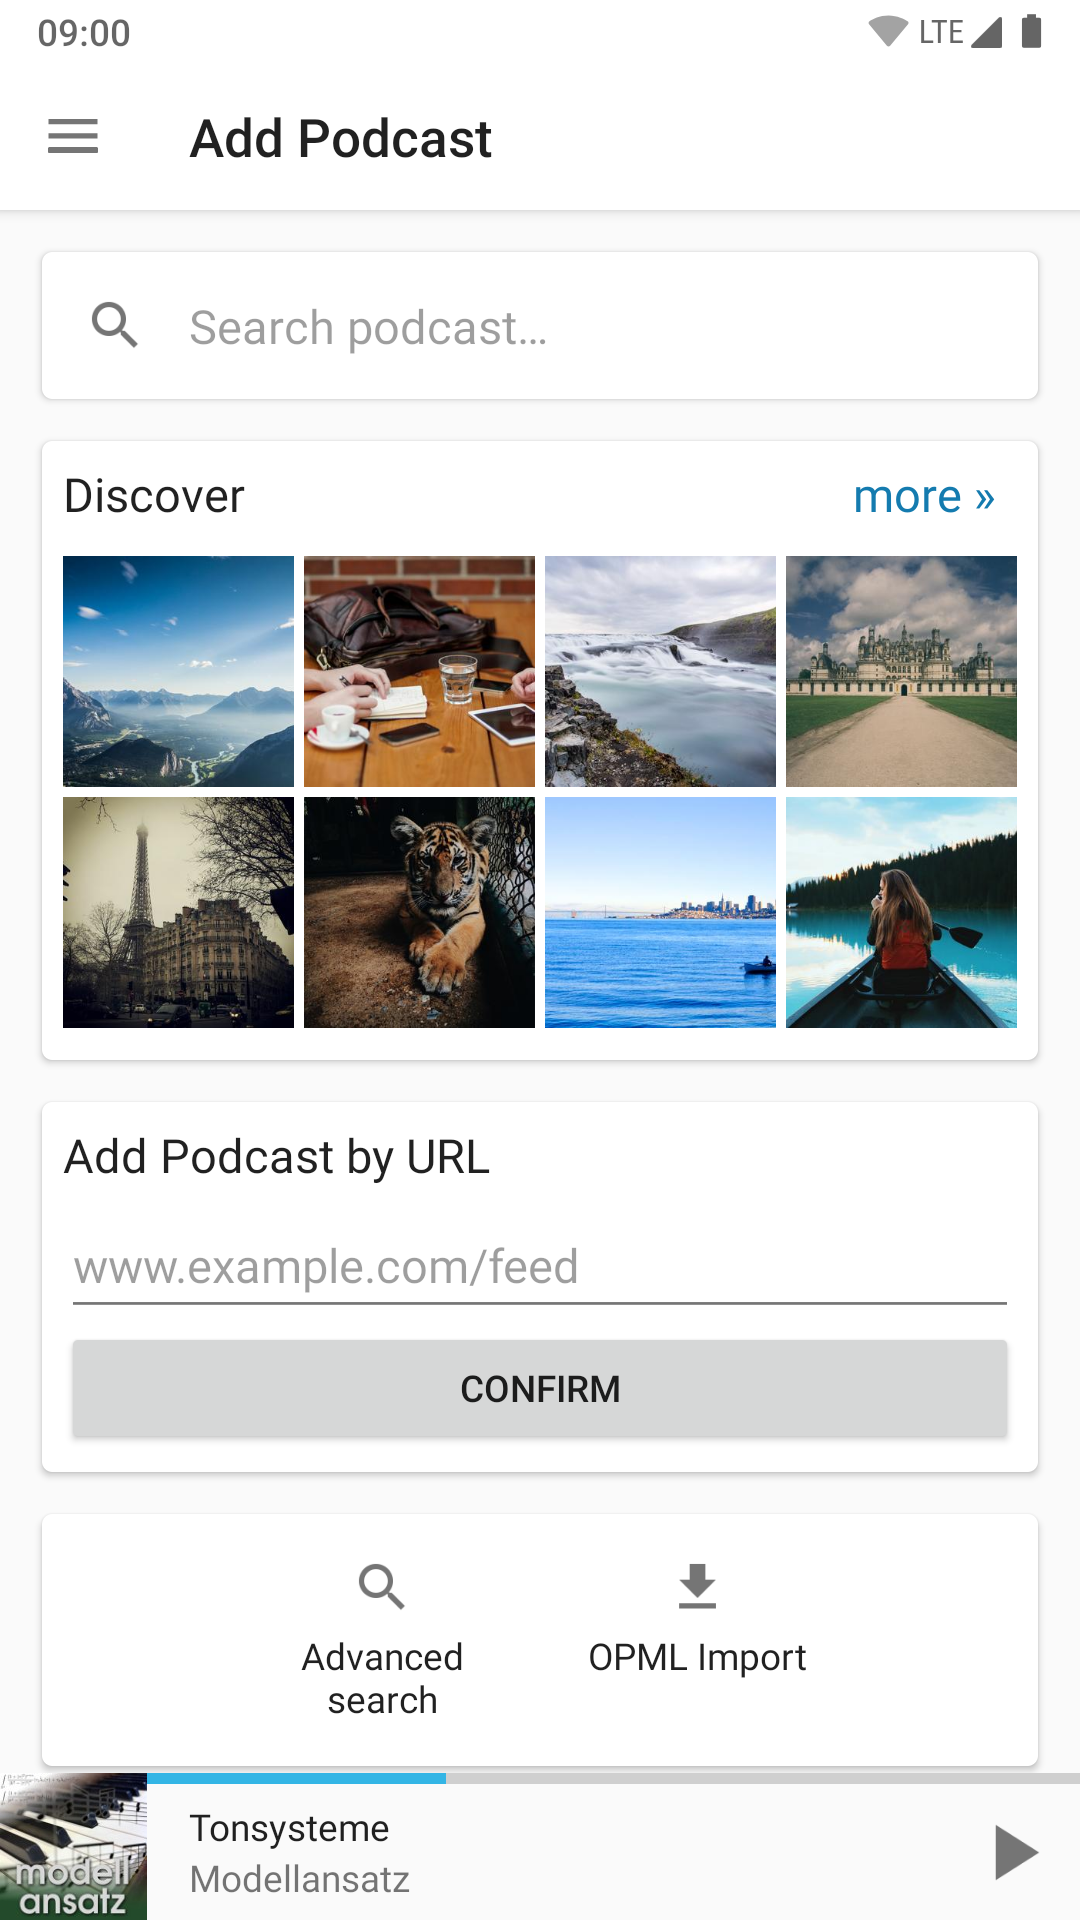 09:00
LTE
Add Podcast
Search podcast…
Discover
more »
Add Podcast by URL
www.example.com/feed
CONFIRM
Advanced
search
OPML Import
modell
ansatz
Tonsysteme
Modellansatz